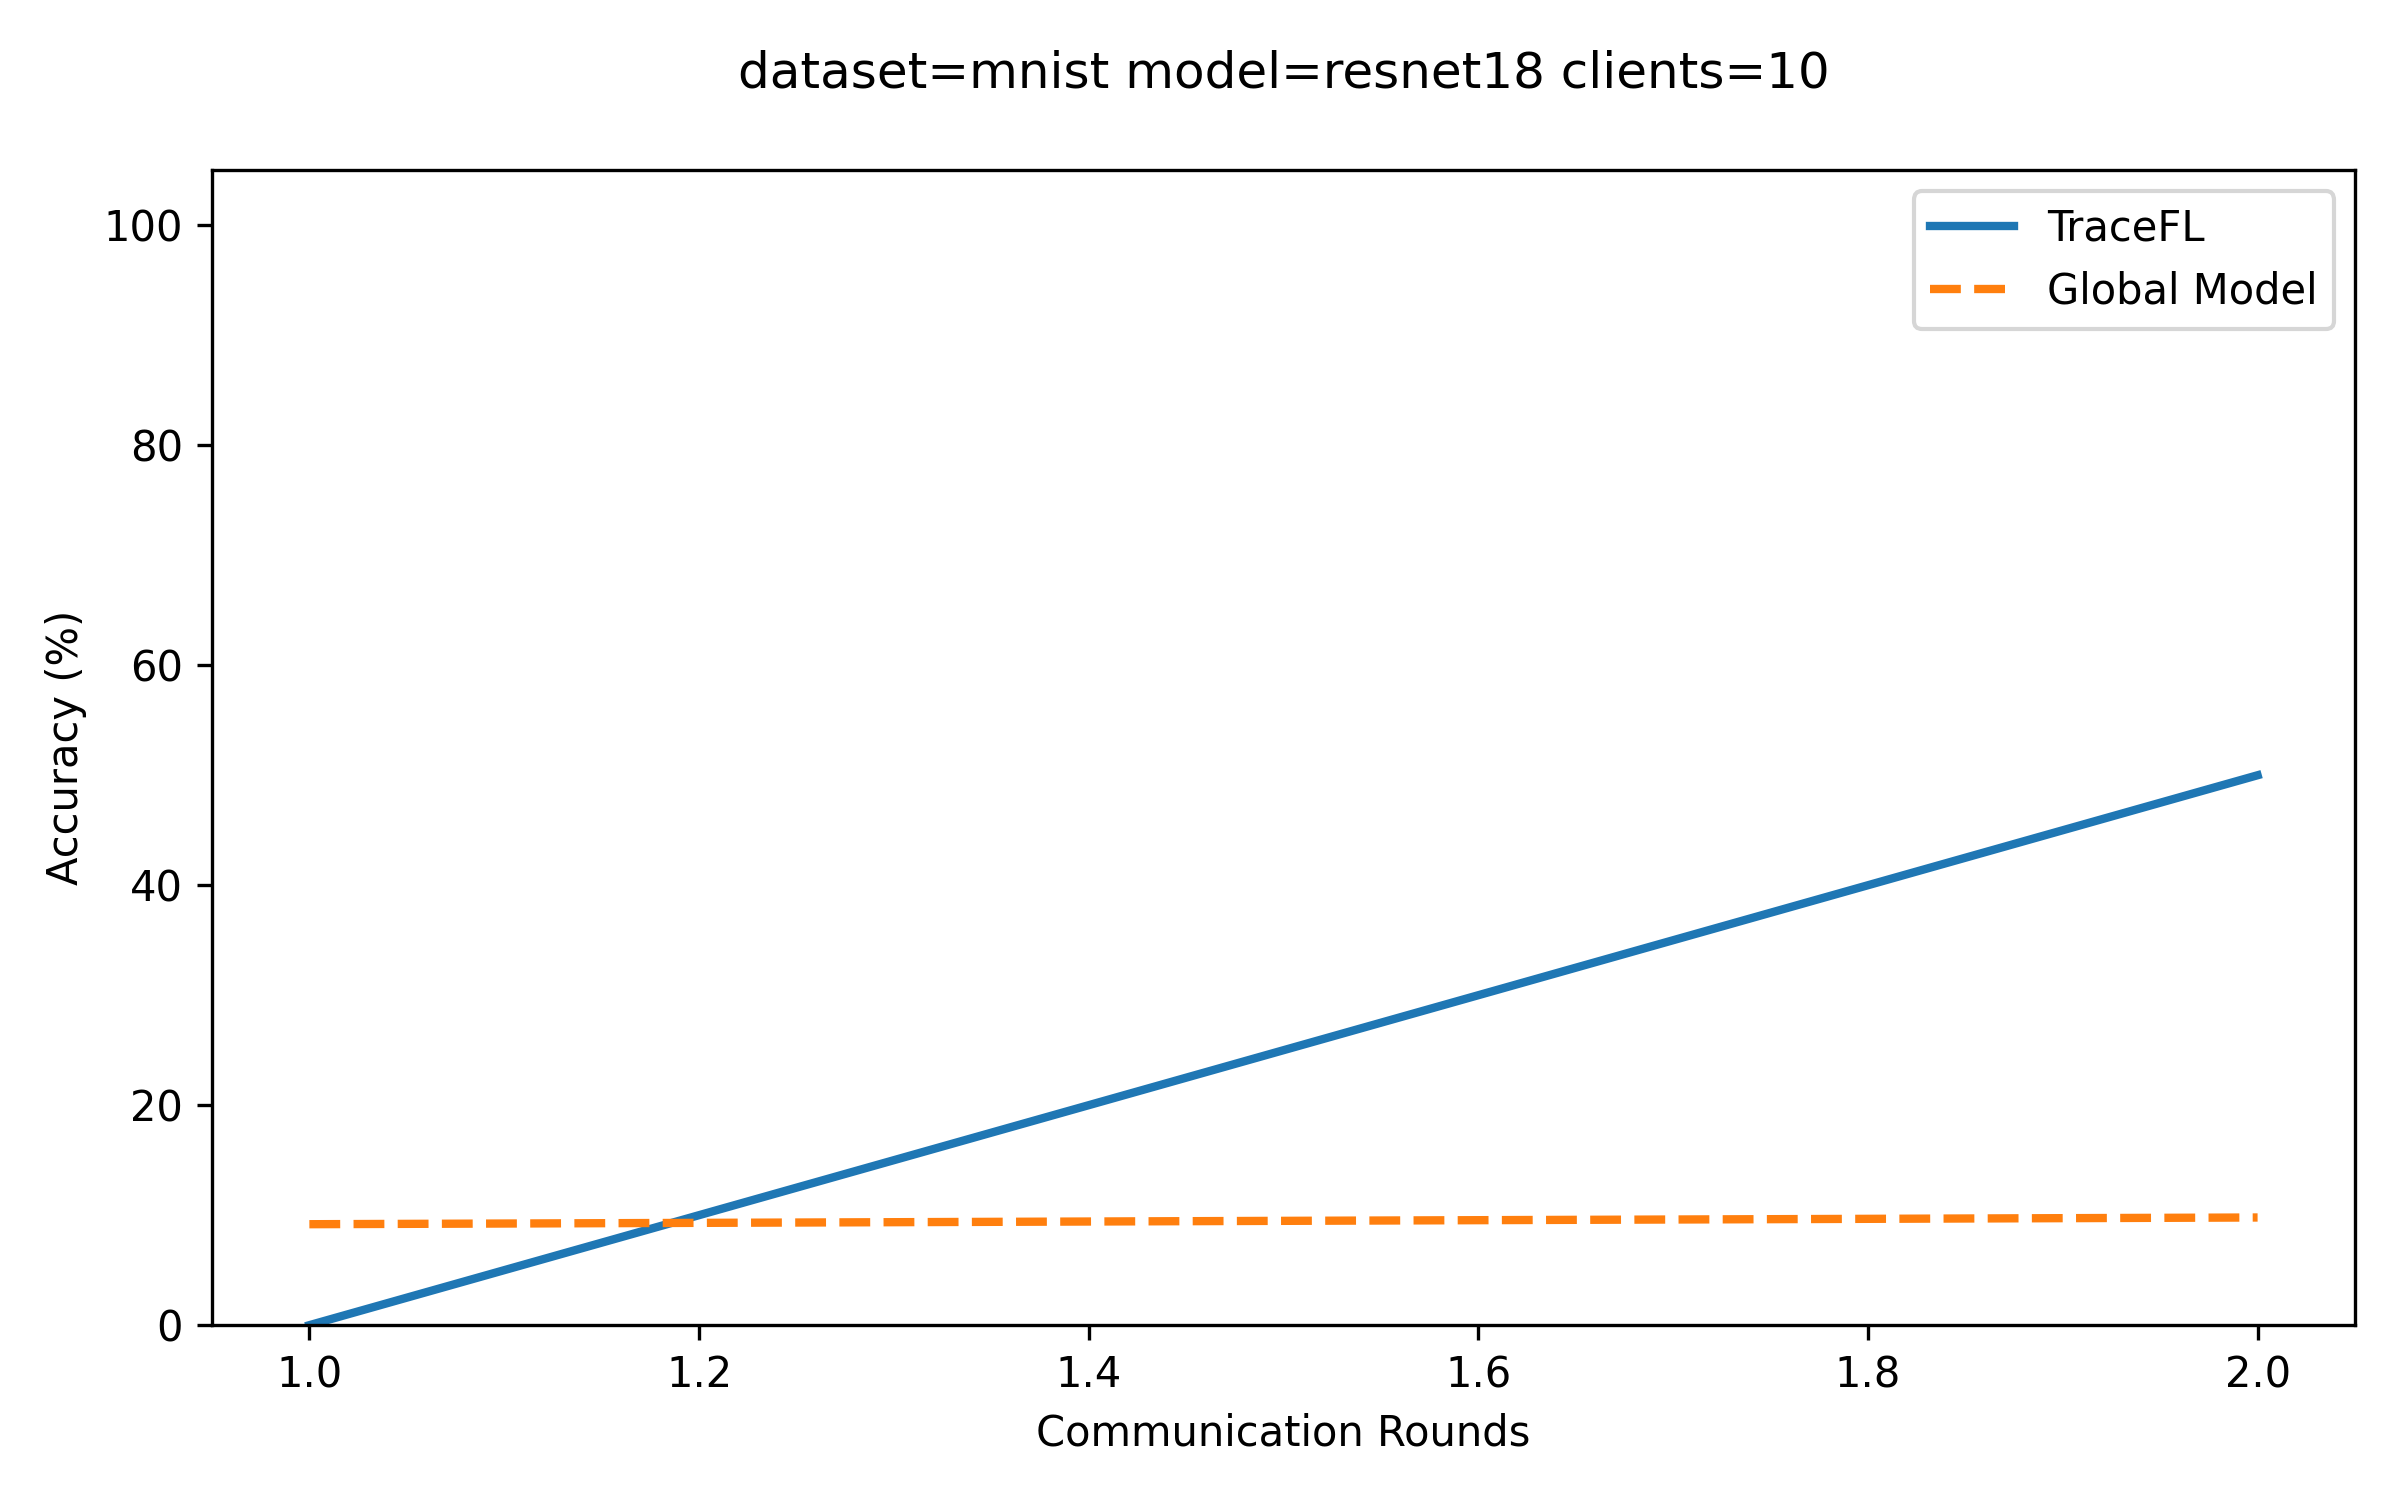 dataset=mnist model=resnet18 clients=10
TraceFL
Global Model
Accuracy (%)
100
80
60
40
20
0
1.0 1.2 1.4 1.6 1.8 2.0
Communication Rounds